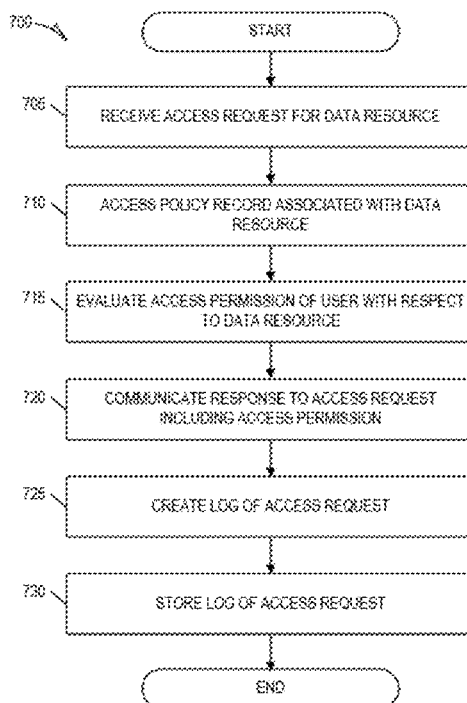 700
START
705
RECEIVE ACCESS REQUEST FOR DATA RESOURCE
710
ACCESS POLICY RECORD ASSOCIATED WITH DATA
RESOURCE
715
EVALUATE ACCESS PERMISSION OF USER WITH RESPECT
TO DATA RESOURCE
720
COMMUNICATE RESPONSE TO ACCESS REQUEST
INCLUDING ACCESS PERMISSION
725
CREATE LOG OF ACCESS REQUEST
730
STORE LOG OF ACCESS REQUEST
END